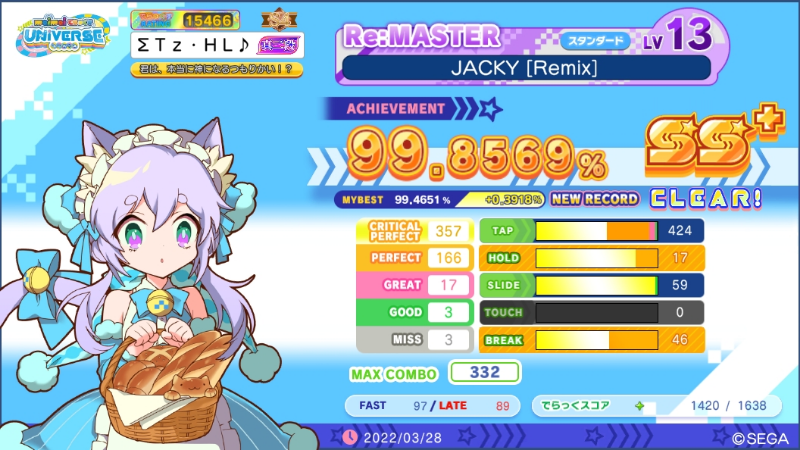 maimai でらっくす
UNiVERSE
15466
ΣTz・HL♪
真三段
君は、本当に神になるつもりかい！？
Re:MASTER
スタンダード
LV 13
JACKY [Remix]
ACHIEVEMENT
99.8569%
SS+
MYBEST 99.4651% +0.3918% NEW RECORD
CLEAR!
CRITICAL PERFECT 357
PERFECT 166
GREAT 17
GOOD 3
MISS 3
TAP 424
HOLD 17
SLIDE 59
TOUCH 0
BREAK 46
MAX COMBO 332
FAST 97 / LATE 89
でらっくスコア 1420 / 1638
2022/03/28
©SEGA